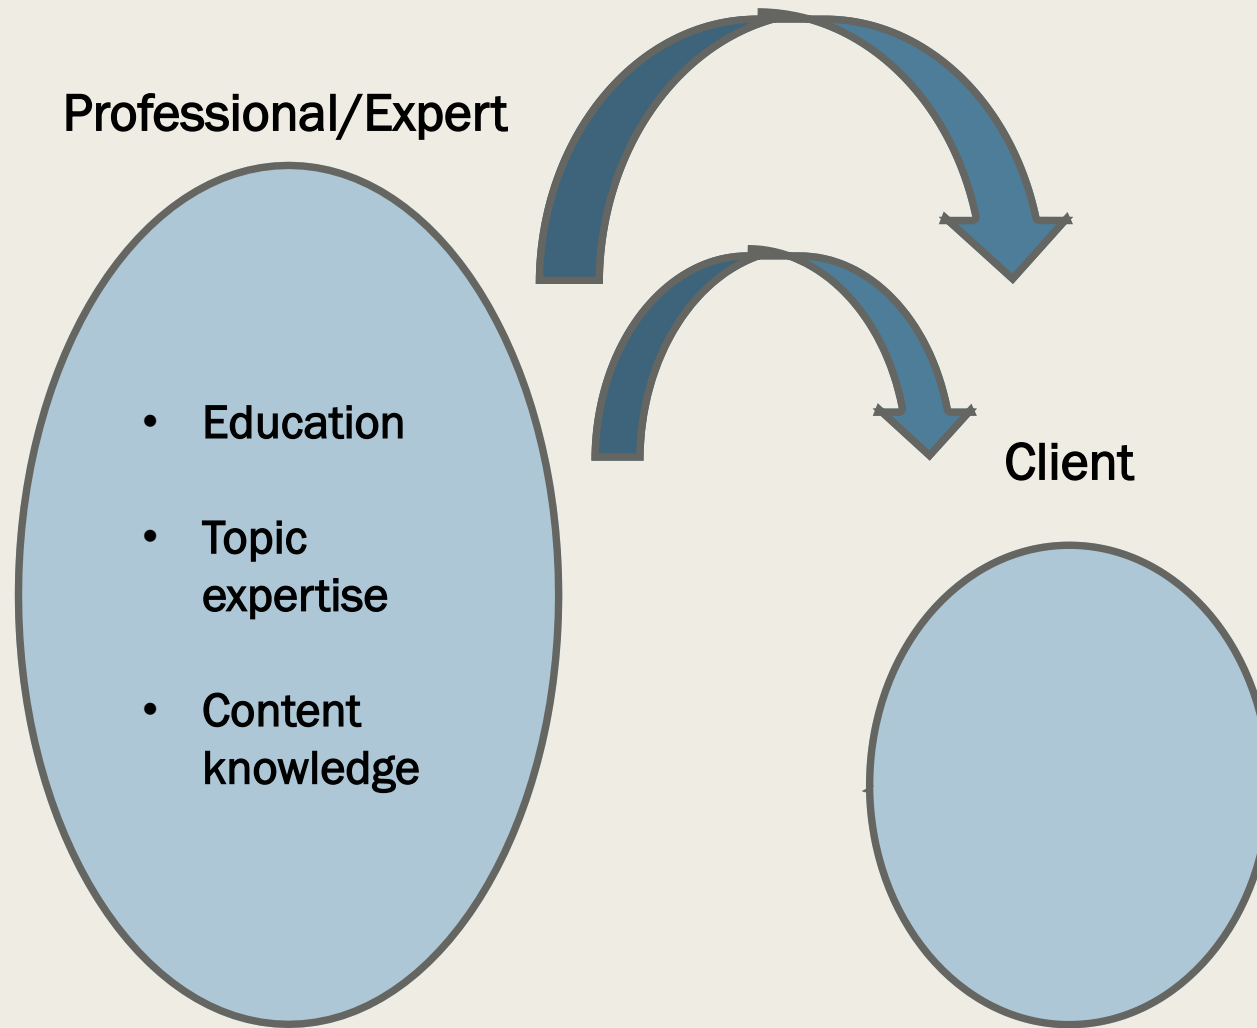 Professional/Expert
• Education
• Topic
expertise
• Content
knowledge
Client